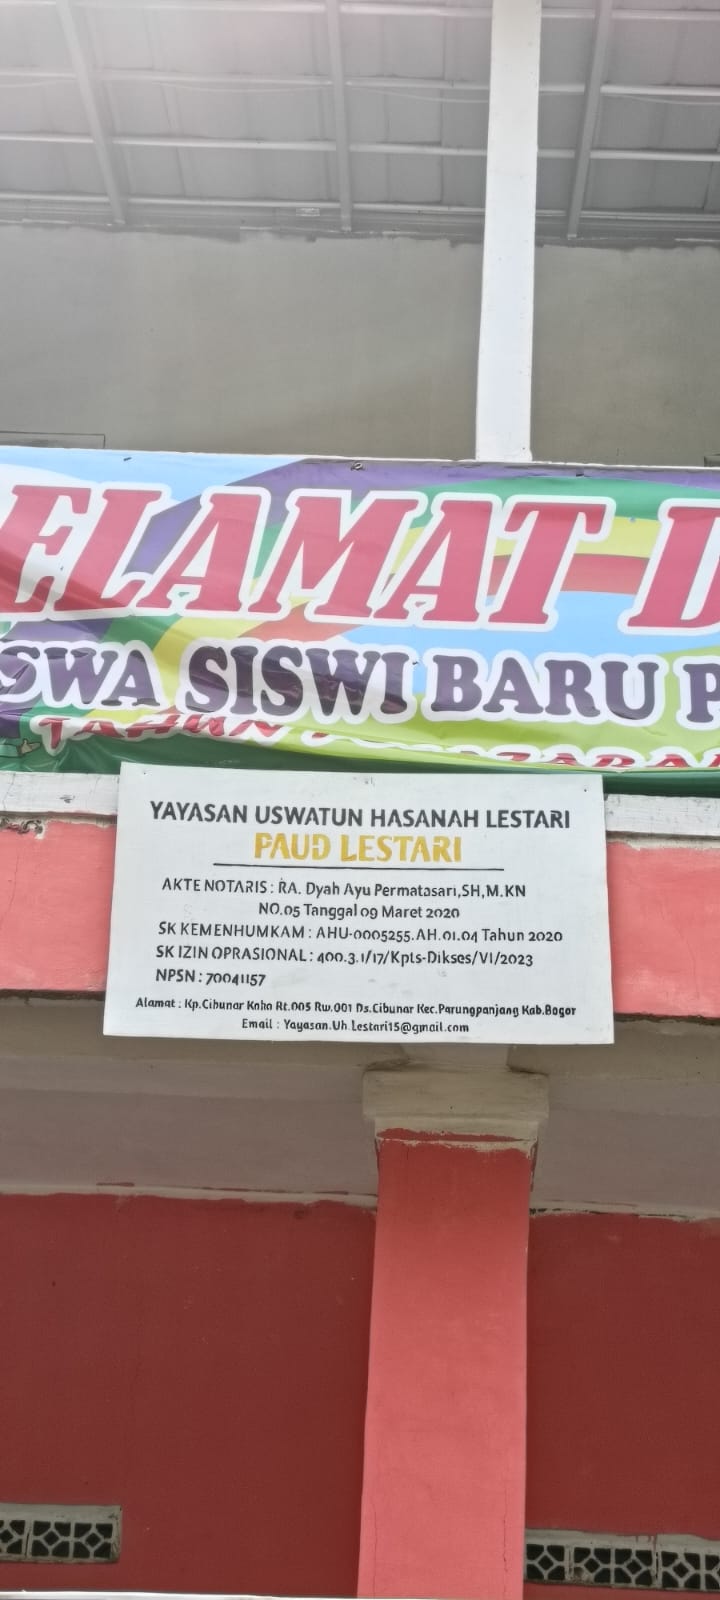 ELAMAT D
SWA SISWI BARU P
TAHUN
YAYASAN USWATUN HASANAH LESTARI
PAUD LESTARI
AKTE NOTARIS : RA. Dyah Ayu Permatasari,SH,M.KN
NO.05 Tanggal 09 Maret 2020
SK KEMENHUMKAM : AHU-0005255.AH.01.04 Tahun 2020
SK IZIN OPRASIONAL : 400.3.1/17/Kpts-Dikses/VI/2023
NPSN : 70041157
Alamat : Kp.Cibunar Kaha Rt.005 Rw.001 Ds.Cibunar Kec.Parungpanjang Kab.Bogor
Email : Yayasan.Uh.Lestari15@gmail.com